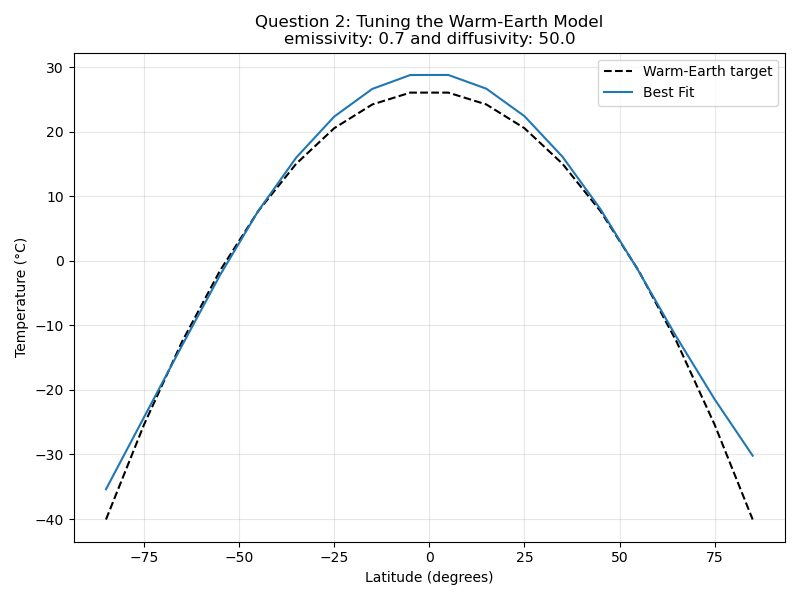 Question 2: Tuning the Warm-Earth Model
emissivity: 0.7 and diffusivity: 50.0
Warm-Earth target
Best Fit
Temperature (°C)
30
20
10
0
−10
−20
−30
−40
−75
−50
−25
0
25
50
75
Latitude (degrees)